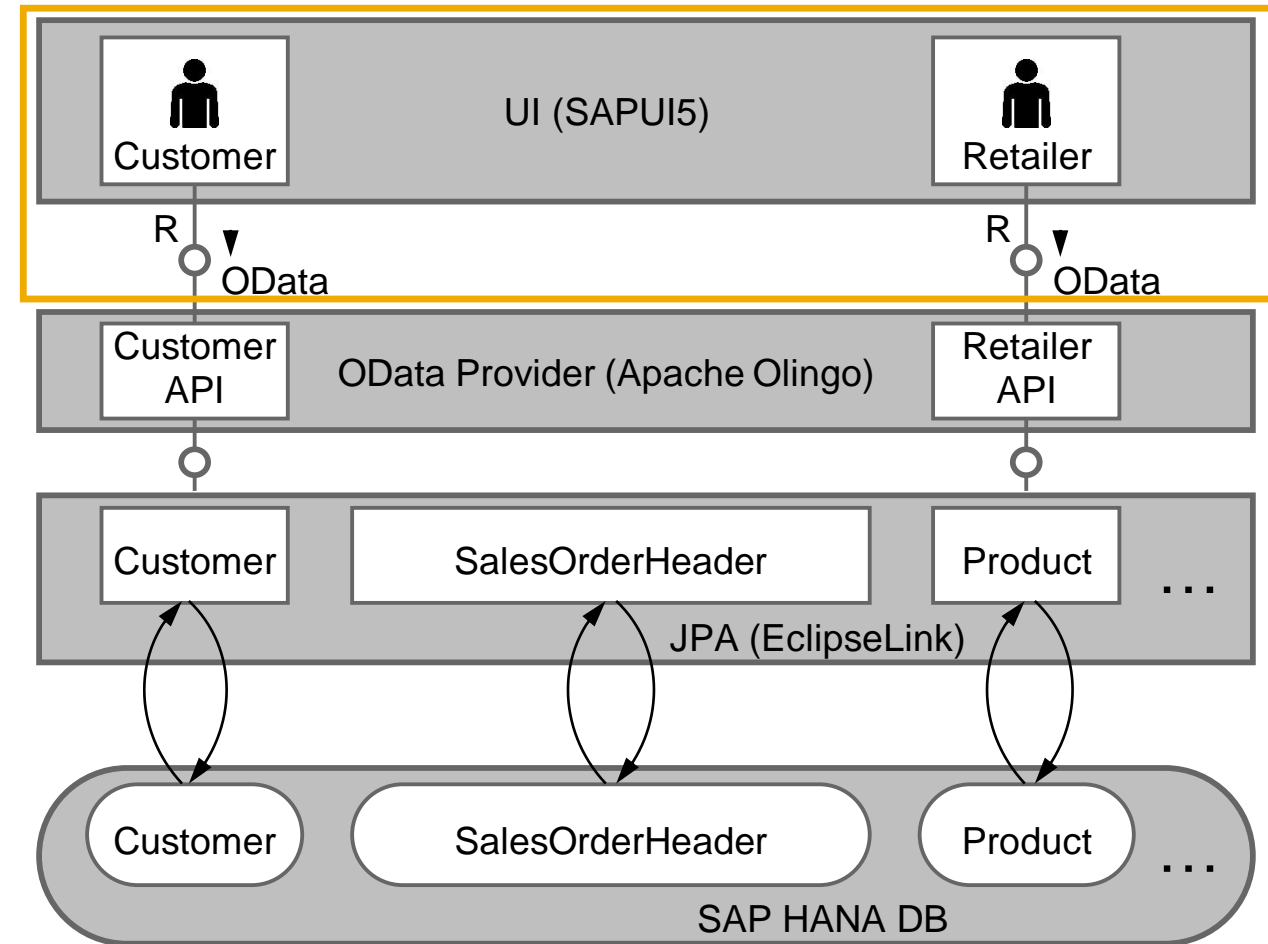 UI (SAPUI5)
Customer
Retailer
R
R
OData
OData
Customer
API
OData Provider (Apache Olingo)
Retailer
API
Customer
SalesOrderHeader
Product
...
JPA (EclipseLink)
Customer
SalesOrderHeader
Product
...
SAP HANA DB